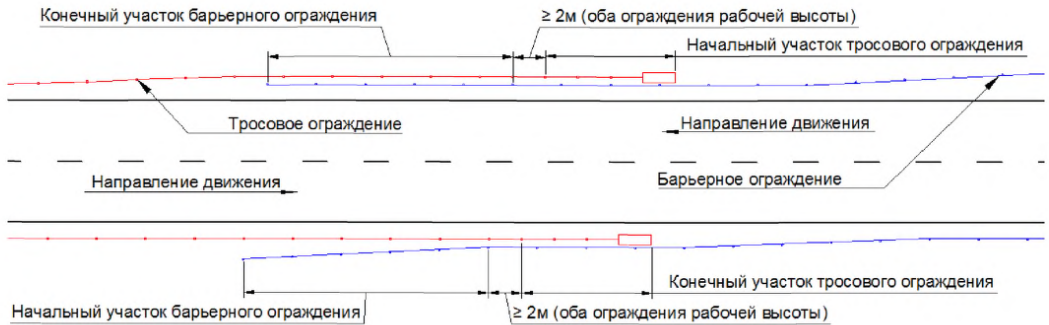 Конечный участок барьерного ограждения
≥ 2м (оба ограждения рабочей высоты)
Начальный участок тросового ограждения
Тросовое ограждение
Направление движения
Направление движения
Барьерное ограждение
Конечный участок тросового ограждения
Начальный участок барьерного ограждения
≥ 2м (оба ограждения рабочей высоты)